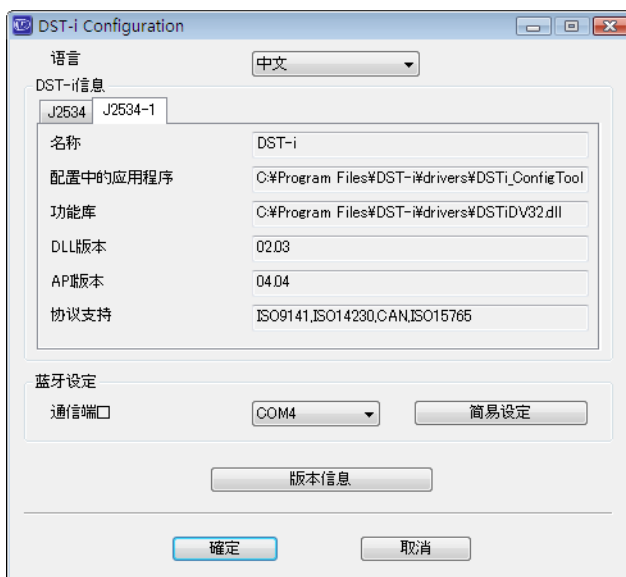 DST-i Configuration
语言 中文
DST-i信息
J2534 J2534-1
名称 DST-i
配置中的应用程序 C:¥Program Files¥DST-i¥drivers¥DSTi_ConfigTool
功能库 C:¥Program Files¥DST-i¥drivers¥DSTiDV32.dll
DLL版本 02.03
API版本 04.04
协议支持 ISO9141,ISO14230,CAN,ISO15765
蓝牙设定
通信端口 COM4 简易设定
版本信息
確定 取消